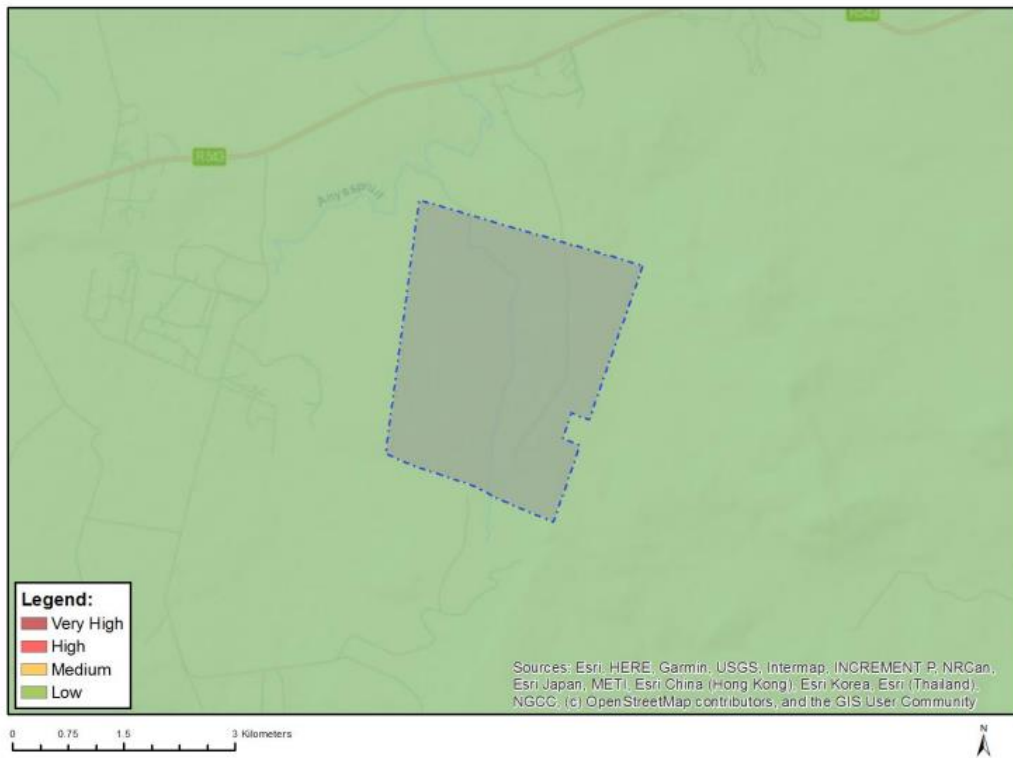 R543
R543
Anysspruit
Legend:
Very High
High
Medium
Low
Sources: Esri, HERE, Garmin, USGS, Intermap, INCREMENT P, NRCan,
Esri Japan, METI, Esri China (Hong Kong), Esri Korea, Esri (Thailand),
NGCC, (c) OpenStreetMap contributors, and the GIS User Community
0 0.75 1.5 3 Kilometers
N